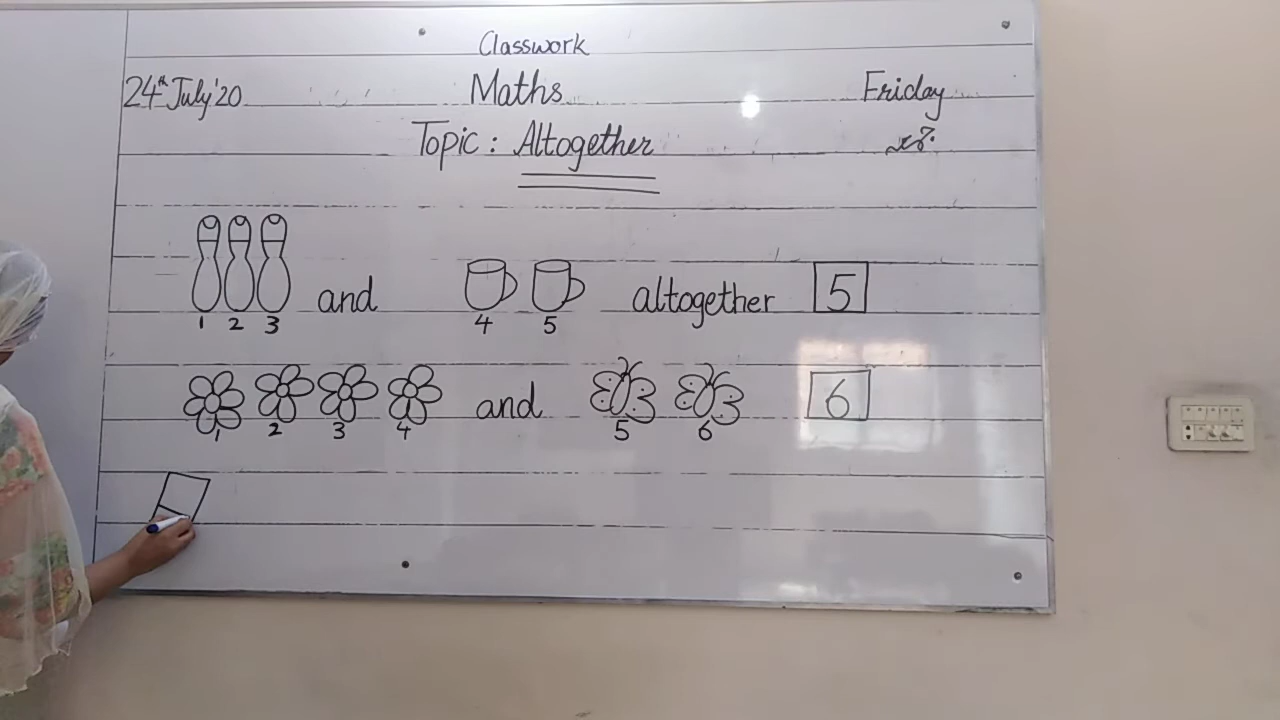 Classwork
24th July'20 Maths Friday
Topic : Altogether
and altogether 5
1 2 3 4 5
and 6
1 2 3 4 5 6